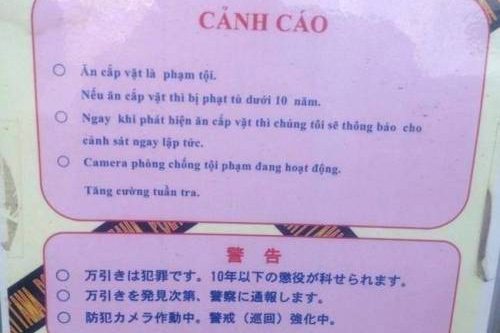 CẢNH CÁO
○ Ăn cắp vặt là phạm tội.
Nếu ăn cắp vặt thì bị phạt tù dưới 10 năm.
○ Ngay khi phát hiện ăn cắp vặt thì chúng tôi sẽ thông báo cho
cảnh sát ngay lập tức.
○ Camera phòng chống tội phạm đang hoạt động.
Tăng cường tuần tra.
警 告
○ 万引きは犯罪です。10年以下の懲役が科せられます。
○ 万引きを発見次第、警察に通報します。
○ 防犯カメラ作動中。警戒（巡回）強化中。